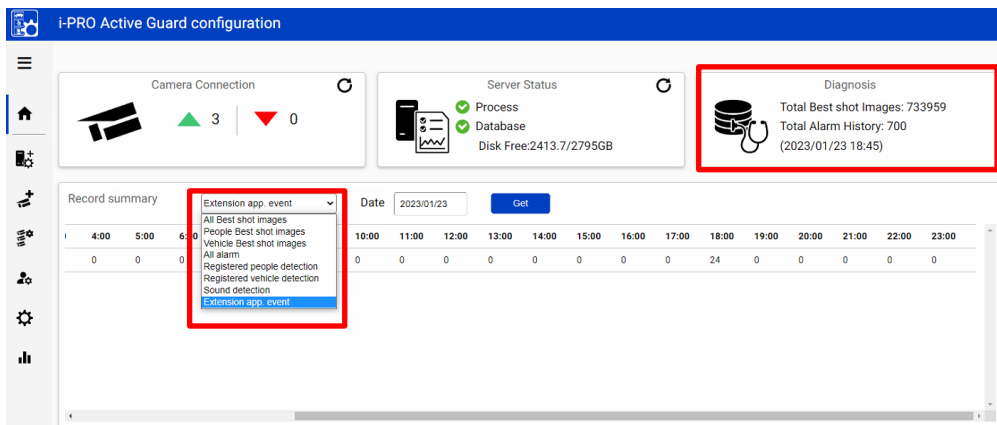 i-PRO Active Guard configuration
Camera Connection
3
0
Server Status
Process
Database
Disk Free:2413.7/2795GB
Diagnosis
Total Best shot Images: 733959
Total Alarm History: 700
(2023/01/23 18:45)
Record summary
Extension app. event
Date
2023/01/23
Get
All Best shot images
People Best shot images
Vehicle Best shot images
All alarm
Registered people detection
Registered vehicle detection
Sound detection
Extension app. event
4:00 5:00 10:00 11:00 12:00 13:00 14:00 15:00 16:00 17:00 18:00 19:00 20:00 21:00 22:00 23:00
0 0 0 0 0 0 0 0 0 0 24 0 0 0 0 0